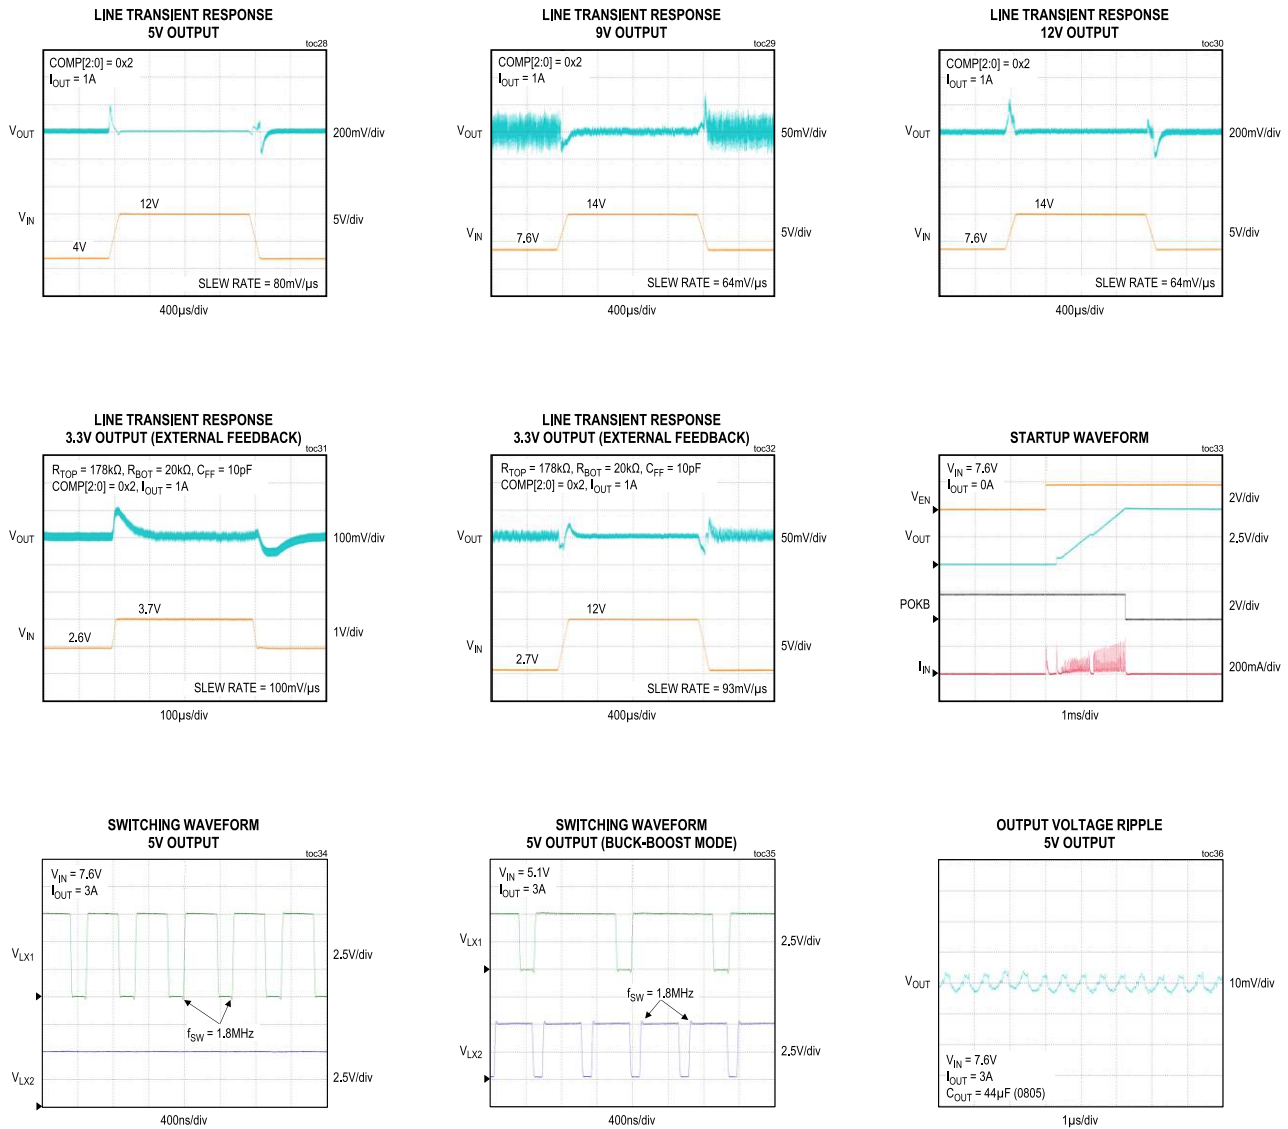 LINE TRANSIENT RESPONSE
5V OUTPUT
toc28
COMP[2:0] = 0x2
IOUT = 1A
VOUT
200mV/div
12V
VIN
5V/div
4V
SLEW RATE = 80mV/µs
400µs/div
LINE TRANSIENT RESPONSE
9V OUTPUT
toc29
COMP[2:0] = 0x2
IOUT = 1A
VOUT
50mV/div
14V
7.6V
VIN
5V/div
SLEW RATE = 64mV/µs
400µs/div
LINE TRANSIENT RESPONSE
12V OUTPUT
toc30
COMP[2:0] = 0x2
IOUT = 1A
VOUT
200mV/div
14V
7.6V
VIN
5V/div
SLEW RATE = 64mV/µs
400µs/div
LINE TRANSIENT RESPONSE
3.3V OUTPUT (EXTERNAL FEEDBACK)
toc31
RTOP = 178kΩ, RBOT = 20kΩ, CFF = 10pF
COMP[2:0] = 0x2, IOUT = 1A
VOUT
100mV/div
3.7V
2.6V
VIN
1V/div
SLEW RATE = 100mV/µs
100µs/div
LINE TRANSIENT RESPONSE
3.3V OUTPUT (EXTERNAL FEEDBACK)
toc32
RTOP = 178kΩ, RBOT = 20kΩ, CFF = 10pF
COMP[2:0] = 0x2, IOUT = 1A
VOUT
50mV/div
12V
VIN
5V/div
2.7V
SLEW RATE = 93mV/µs
400µs/div
STARTUP WAVEFORM
toc33
VIN = 7.6V
IOUT = 0A
VEN
2V/div
VOUT
2.5V/div
POKB
2V/div
IIN
200mA/div
1ms/div
SWITCHING WAVEFORM
5V OUTPUT
toc34
VIN = 7.6V
IOUT = 3A
VLX1
2.5V/div
fSW = 1.8MHz
VLX2
2.5V/div
400ns/div
SWITCHING WAVEFORM
5V OUTPUT (BUCK-BOOST MODE)
toc35
VIN = 5.1V
IOUT = 3A
VLX1
2.5V/div
fSW = 1.8MHz
VLX2
2.5V/div
400ns/div
OUTPUT VOLTAGE RIPPLE
5V OUTPUT
toc36
VOUT
10mV/div
VIN = 7.6V
IOUT = 3A
COUT = 44µF (0805)
1µs/div